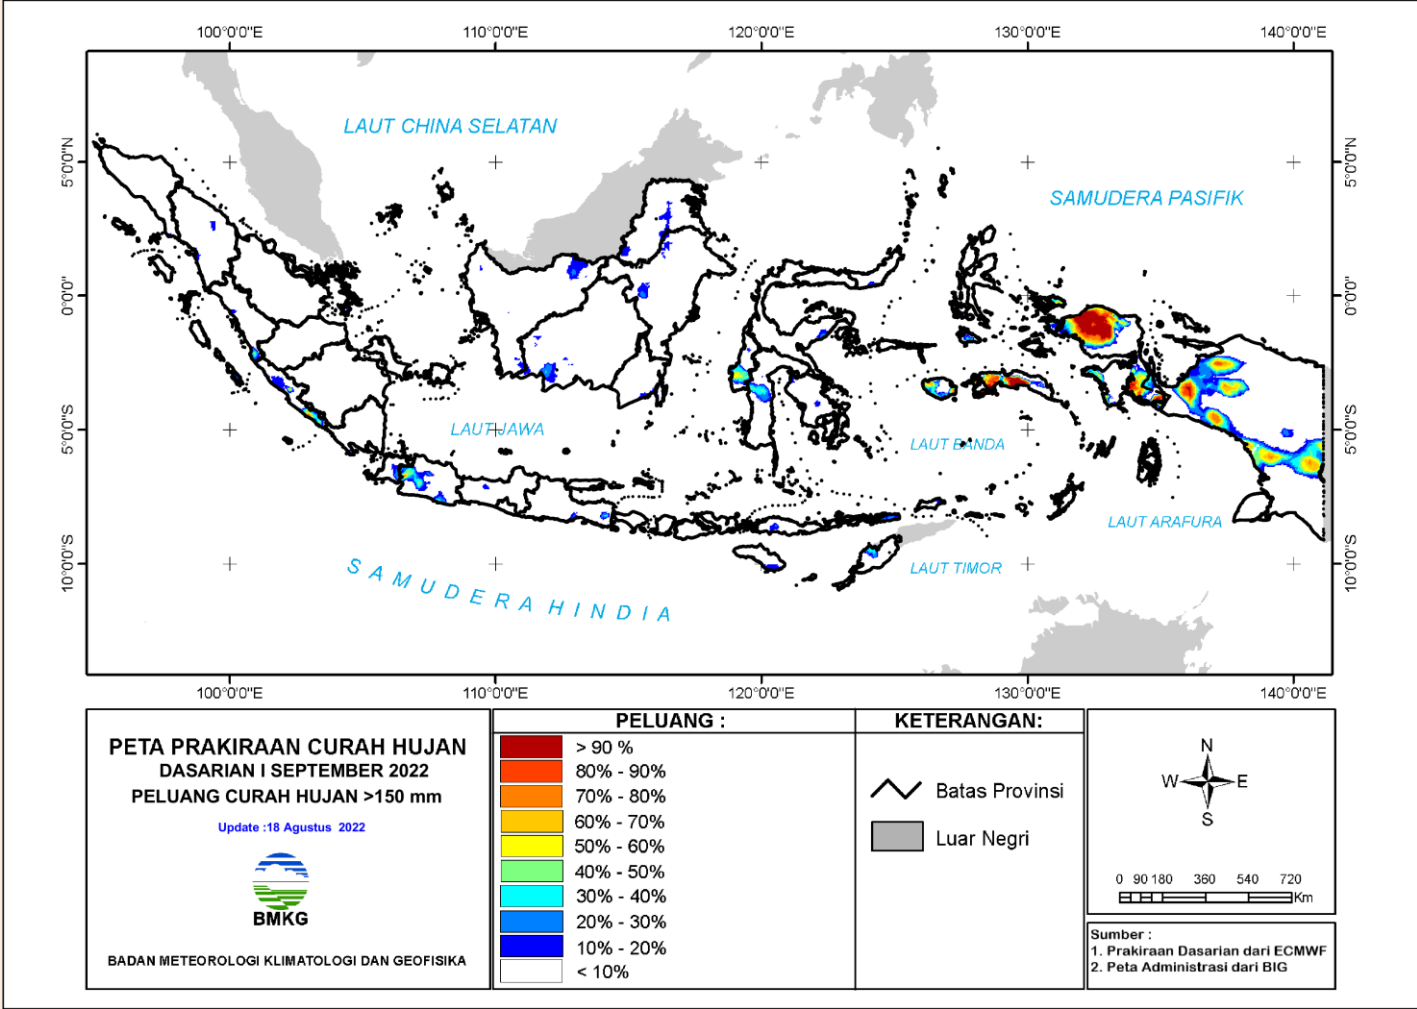 100°0'0"E 110°0'0"E 120°0'0"E 130°0'0"E 140°0'0"E
LAUT CHINA SELATAN
5°0'0"N 5°0'0"N
SAMUDERA PASIFIK
0°0'0" 0°0'0"
LAUT JAWA
5°0'0"S 5°0'0"S
LAUT BANDA
LAUT ARAFURA
10°0'0"S 10°0'0"S
LAUT TIMOR
SAMUDERA HINDIA
100°0'0"E 110°0'0"E 120°0'0"E 130°0'0"E 140°0'0"E
PETA PRAKIRAAN CURAH HUJAN
DASARIAN I SEPTEMBER 2022
PELUANG CURAH HUJAN >150 mm
Update :18 Agustus 2022
BMKG
BADAN METEOROLOGI KLIMATOLOGI DAN GEOFISIKA
PELUANG :
> 90 %
80% - 90%
70% - 80%
60% - 70%
50% - 60%
40% - 50%
30% - 40%
20% - 30%
10% - 20%
< 10%
KETERANGAN:
Batas Provinsi
Luar Negri
N
W E
S
0 90 180 360 540 720
Km
Sumber :
1. Prakiraan Dasarian dari ECMWF
2. Peta Administrasi dari BIG